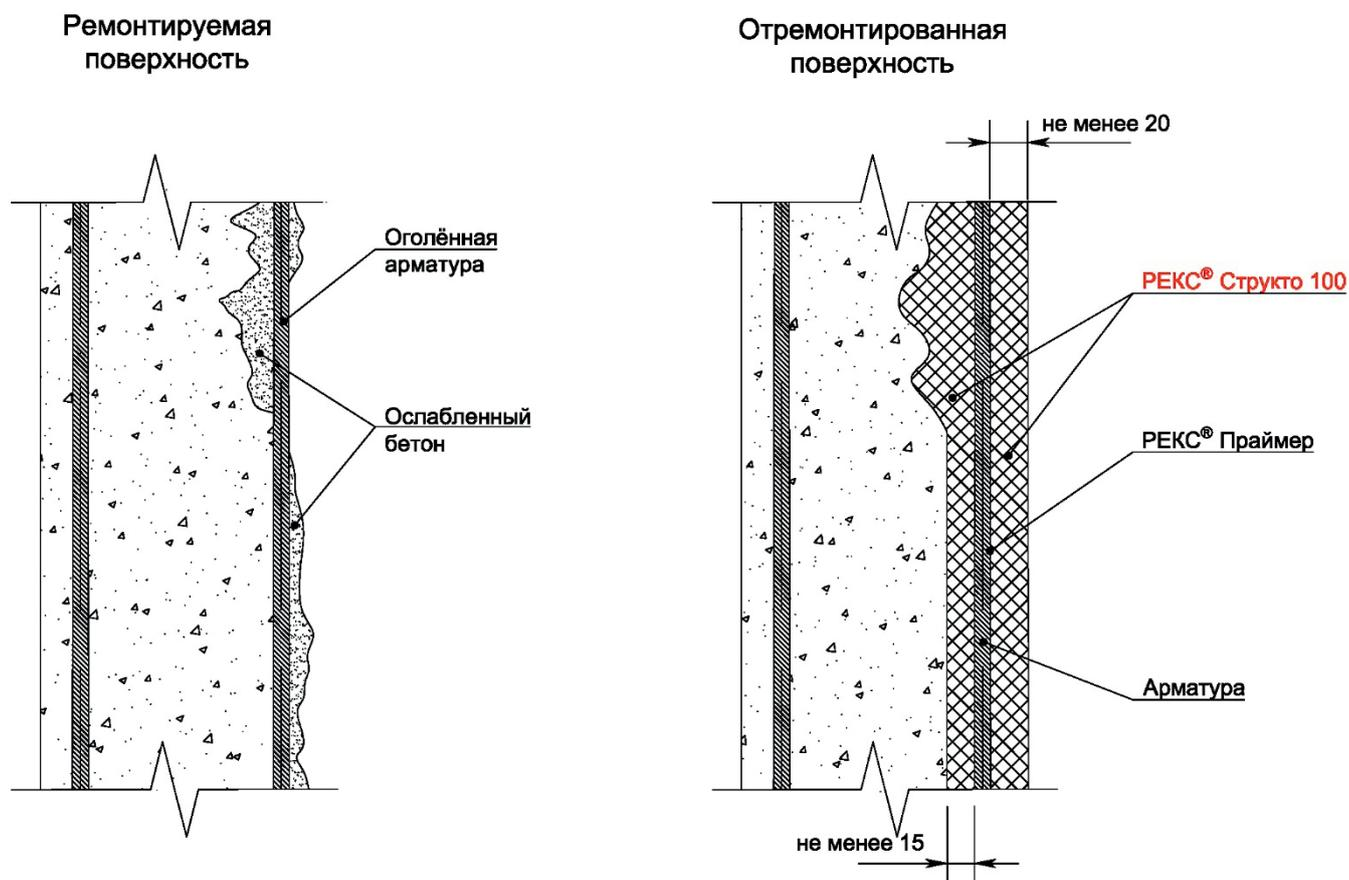 Ремонтируемая
поверхность
Оголённая
арматура
Ослабленный
бетон
Отремонтированная
поверхность
не менее 20
РЕКС® Структо 100
РЕКС® Праймер
Арматура
не менее 15